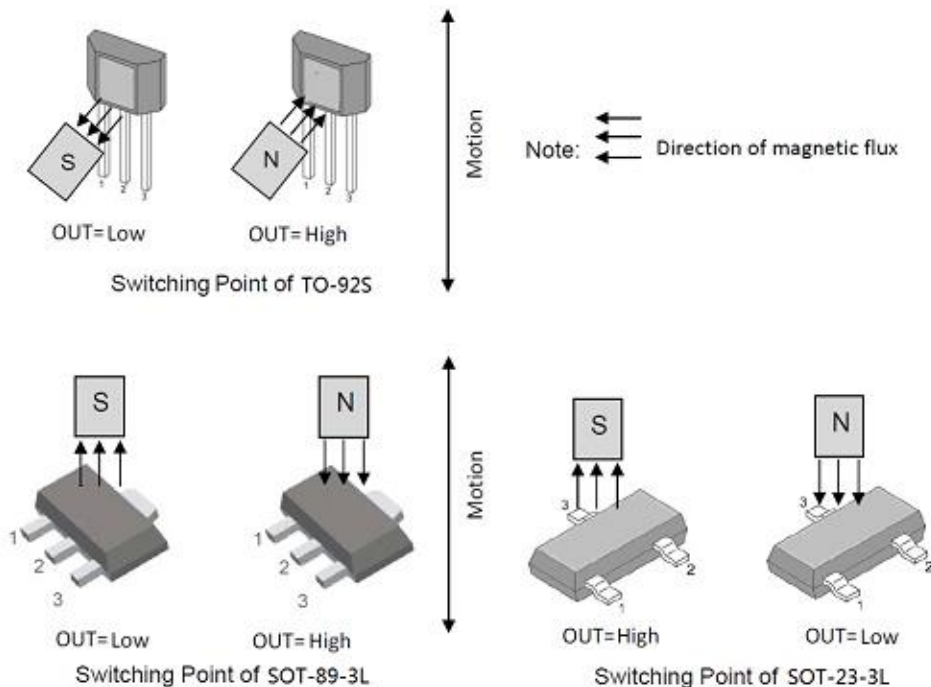 S
N
1
2
3
1
2
3
OUT=Low
OUT=High
Switching Point of TO-92S
Motion
Note:
Direction of magnetic flux
S
N
1
2
3
1
2
3
OUT=Low
OUT=High
Switching Point of SOT-89-3L
Motion
S
N
3
2
1
3
2
1
OUT=High
OUT=Low
Switching Point of SOT-23-3L